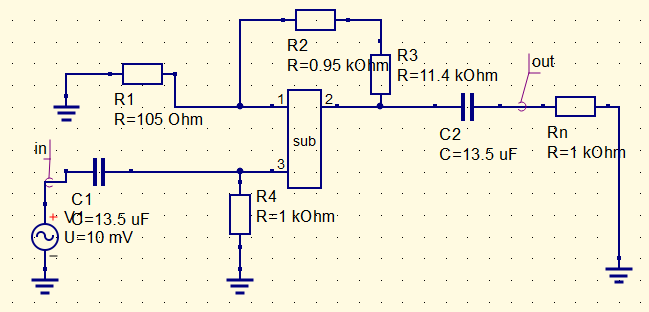 R2
R=0.95 kOhm
R3
R=11.4 kOhm
out
R1
R=105 Ohm
1
2
sub
3
C2
C=13.5 uF
Rn
R=1 kOhm
in
C1
C=13.5 uF
V1
+
U=10 mV
–
R4
R=1 kOhm